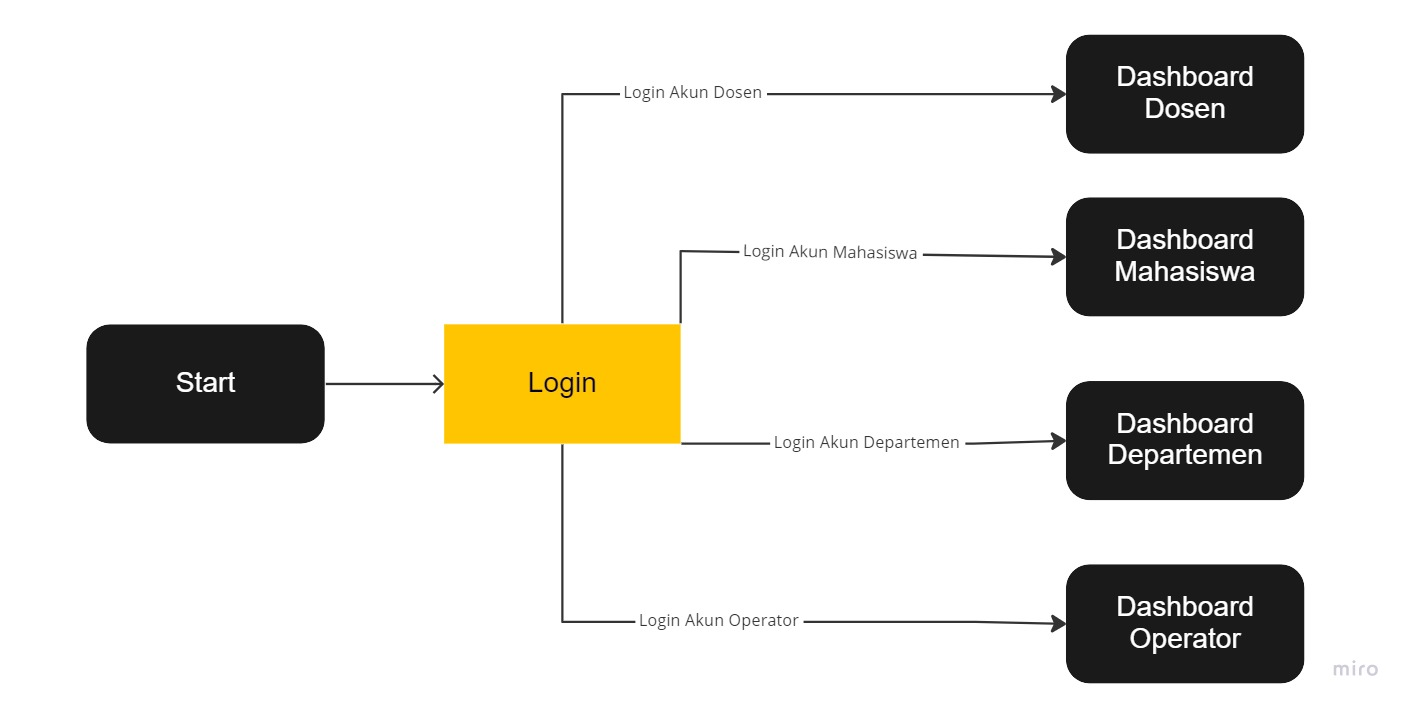 Start
Login
Login Akun Dosen
Dashboard
Dosen
Login Akun Mahasiswa
Dashboard
Mahasiswa
Login Akun Departemen
Dashboard
Departemen
Login Akun Operator
Dashboard
Operator
miro